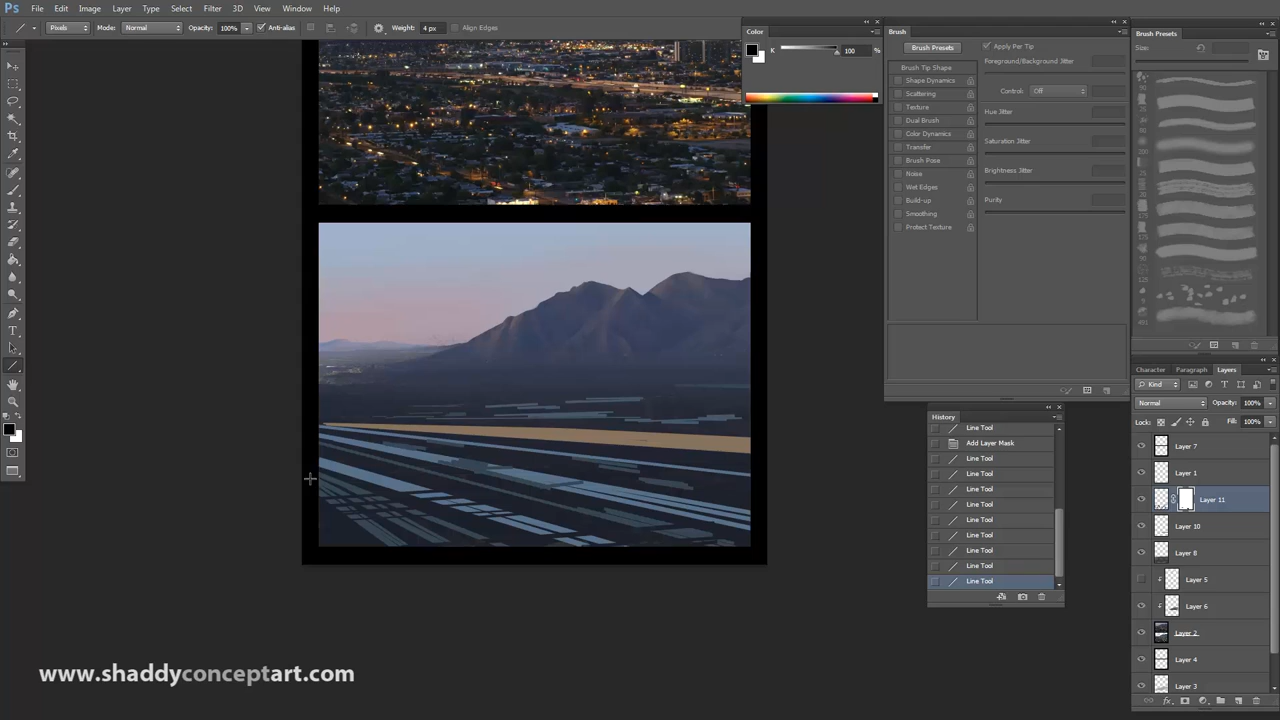 Ps File Edit Image Layer Type Select Filter 3D View Window Help
Pixels Mode: Normal Opacity: 100% Anti-alias Weight: 4 px Align Edges
Color
K 100 %
Brush
Brush Presets
Brush Tip Shape
Shape Dynamics
Scattering
Texture
Dual Brush
Color Dynamics
Transfer
Brush Pose
Noise
Wet Edges
Build-up
Smoothing
Protect Texture
Apply Per Tip
Foreground/Background Jitter
Control: Off
Hue Jitter
Saturation Jitter
Brightness Jitter
Purity
Brush Presets
Size:
History
Line Tool
Add Layer Mask
Line Tool
Line Tool
Line Tool
Line Tool
Line Tool
Line Tool
Line Tool
Line Tool
Line Tool
Character Paragraph Layers
Kind
Normal Opacity: 100%
Lock: Fill: 100%
Layer 7
Layer 1
Layer 11
Layer 10
Layer 8
Layer 5
Layer 6
Layer 2
Layer 4
Layer 3
www.shaddyconceptart.com